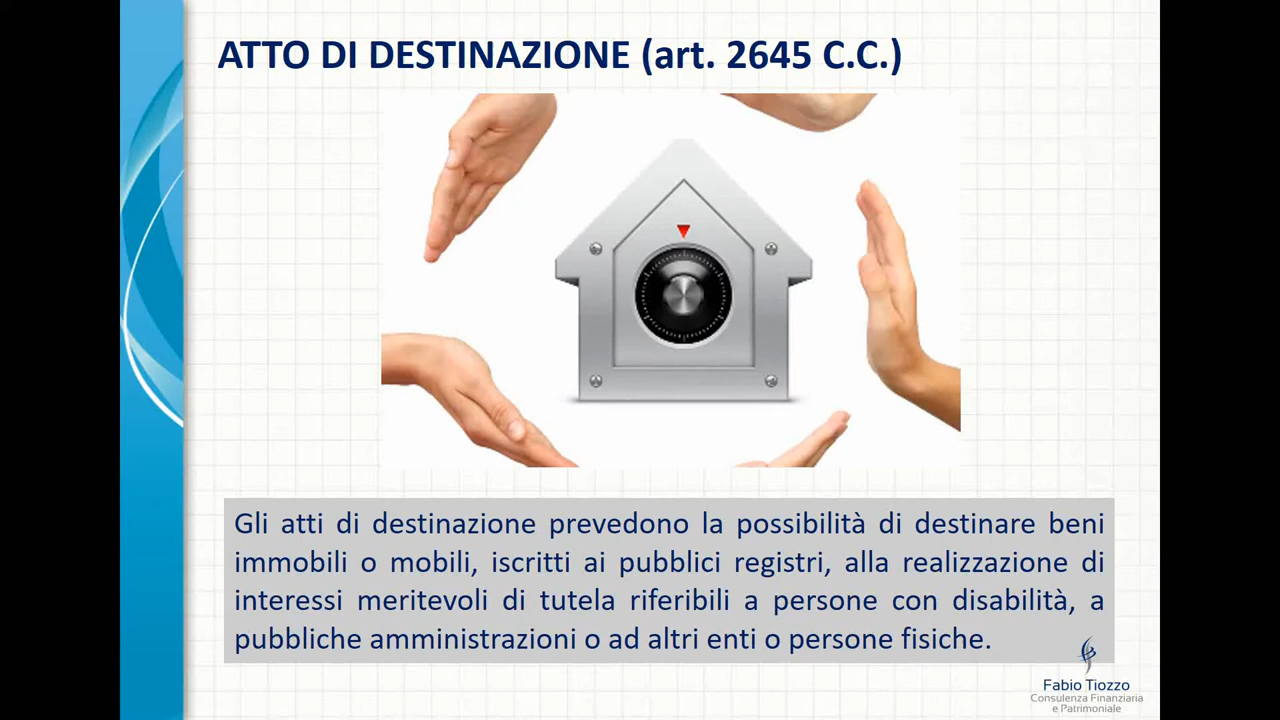 ATTO DI DESTINAZIONE (art. 2645 C.C.)
Gli atti di destinazione prevedono la possibilità di destinare beni
immobili o mobili, iscritti ai pubblici registri, alla realizzazione di
interessi meritevoli di tutela riferibili a persone con disabilità, a
pubbliche amministrazioni o ad altri enti o persone fisiche.
Fabio Tiozzo
Consulenza Finanziaria
e Patrimoniale